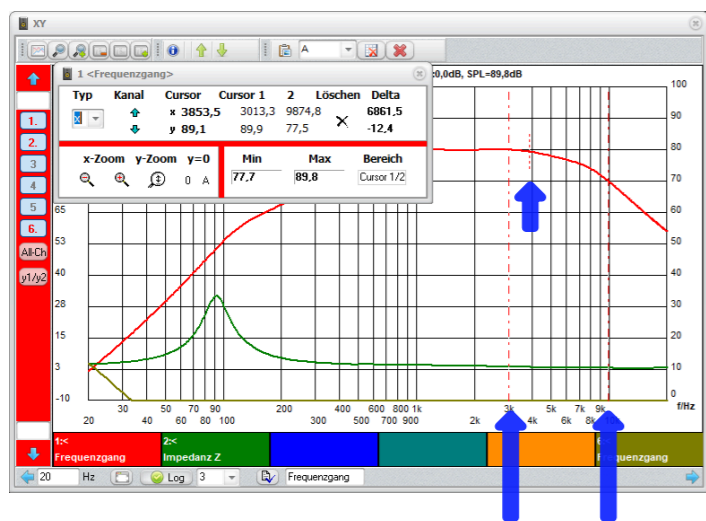 XY
A
1 <Frequenzgang>
:0,0dB, SPL=89,8dB
Typ Kanal Cursor Cursor 1 2 Löschen Delta
x x 3853,5 3013,3 9874,8 6861,5
y 89,1 89,9 77,5 -12,4
x-Zoom y-Zoom y=0 Min Max Bereich
0 A 77,7 89,8 Cursor 1/2
1.
2.
3
4
5
6.
All-Ch
y1/y2
65
53
40
28
15
3
-10
100
90
80
70
60
50
40
30
20
10
0
30 50 70 90 200 400 600 800 1k 3k 5k 7k 9k f/Hz
20 40 60 80 100 300 500 700 900 2k 4k 6k 8k
1:< 2:<
Frequenzgang Impedanz Z
20 Hz Log 3 Frequenzgang